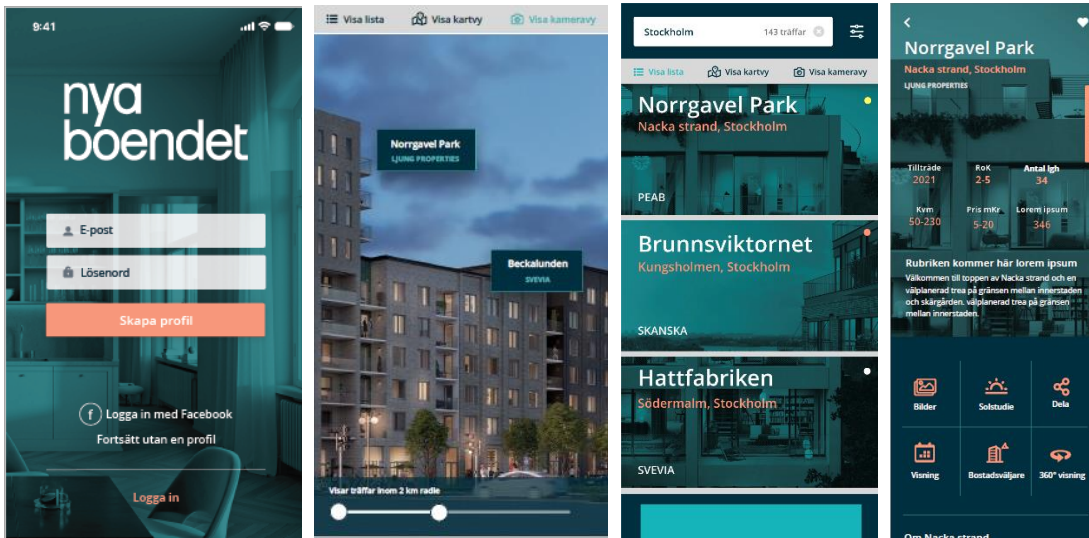 9:41
nya
boendet
E-post
Lösenord
Skapa profil
f Logga in med Facebook
Fortsätt utan en profil
Logga in
Visa lista Visa kartvy Visa kameravy
Norrgavel Park
LJUNG PROPERTIES
Beckalunden
SVEVIA
Visar träffar inom 2 km radie
Stockholm 143 träffar
Visa lista Visa kartvy Visa kameravy
Norrgavel Park
Nacka strand, Stockholm
PEAB
Brunnsviktornet
Kungsholmen, Stockholm
SKANSKA
Hattfabriken
Södermalm, Stockholm
SVEVIA
Norrgavel Park
Nacka strand, Stockholm
LJUNG PROPERTIES
Tillträde RoK Antal lgh
2021 2-5 34
Kvm Pris mKr Lorem ipsum
50-230 5-20 346
Rubriken kommer här lorem ipsum
Välkommen till toppen av Nacka strand och en
välplanerad trea på gränsen mellan innerstaden
och skärgården. välplanerad trea på gränsen
mellan innerstaden.
Bilder Solstudie Dela
Visning Bostadsväljare 360° visning
Om Nacka strand